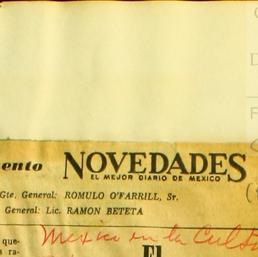 ento NOVEDADES
EL MEJOR DIARIO DE MEXICO
Gte. General: ROMULO O'FARRILL, Sr.
General: Lic. RAMON BETETA
Mexico en la Cultu
que-
El
ra-